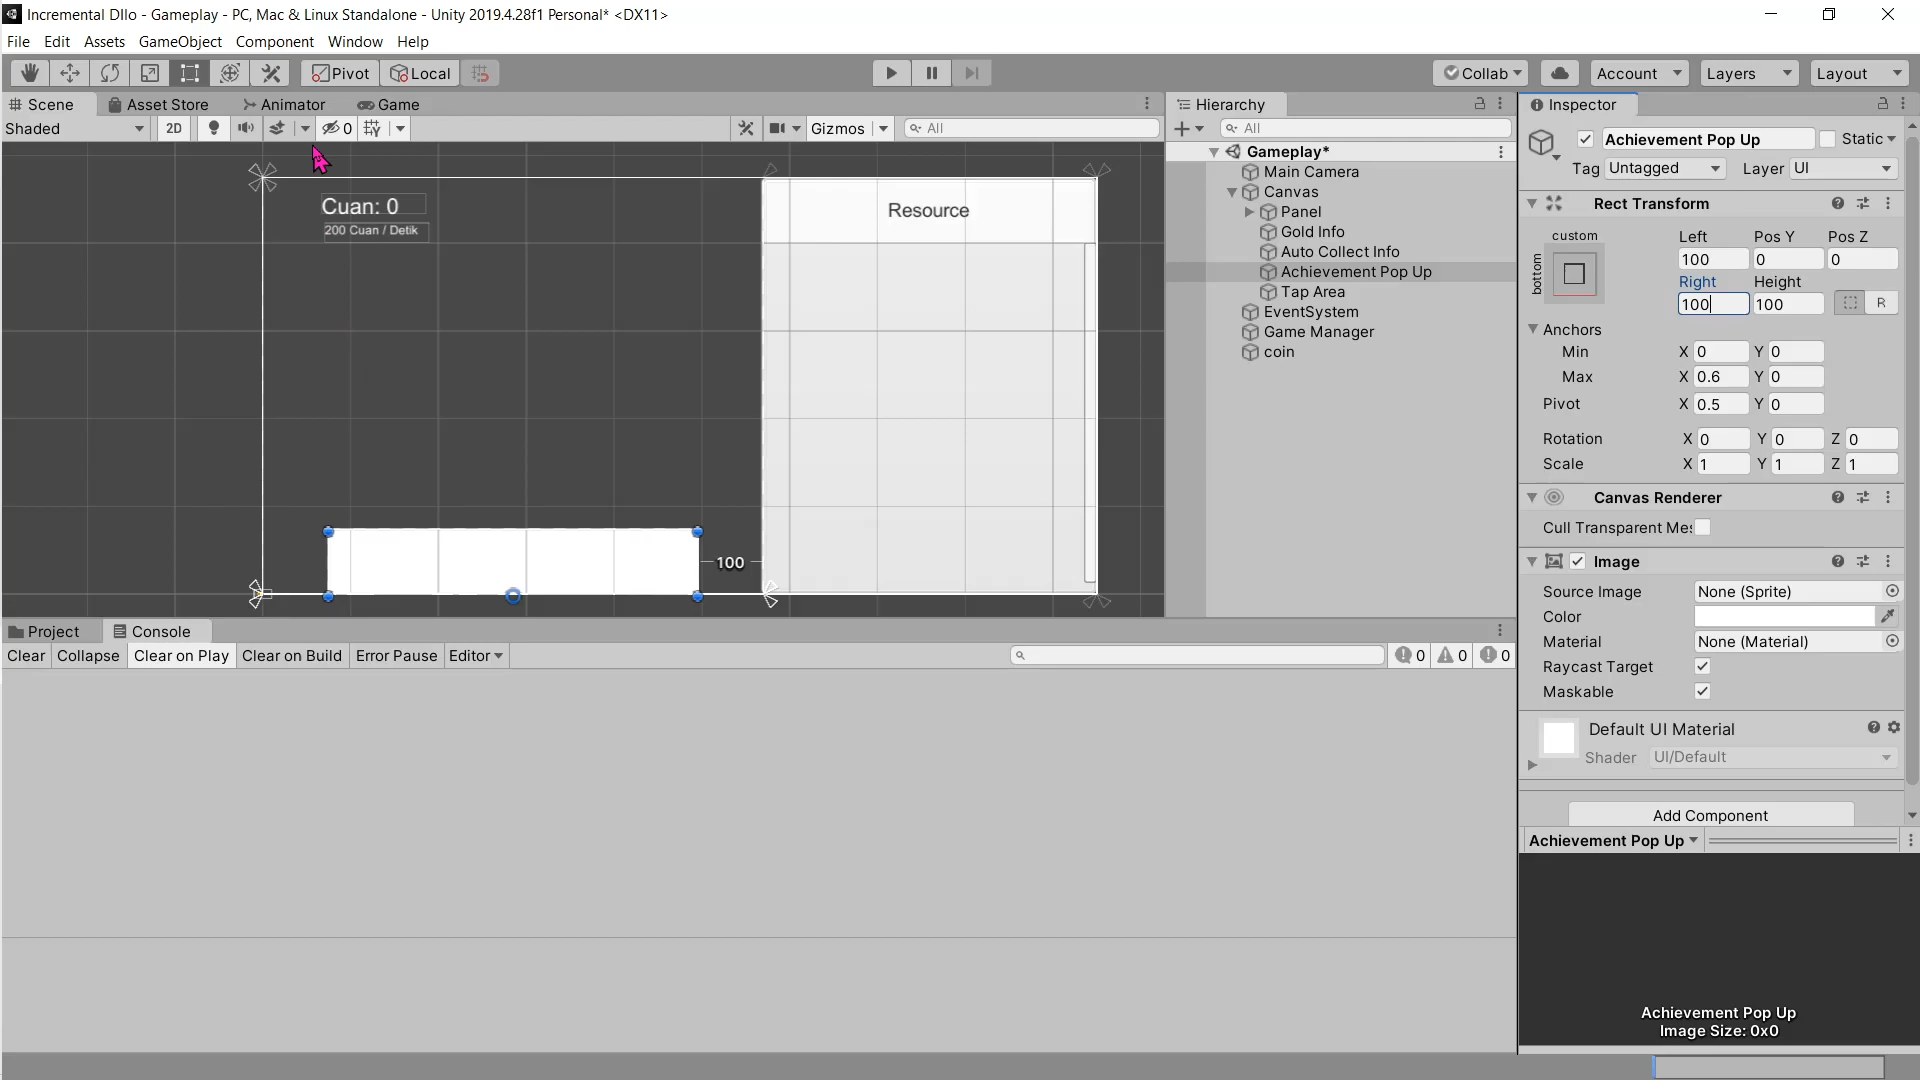 Incremental DIlo - Gameplay - PC, Mac & Linux Standalone - Unity 2019.4.28f1 Personal* <DX11>
File Edit Assets GameObject Component Window Help
Pivot Local Collab Account Layers Layout
Scene Asset Store Animator Game
Shaded 2D 0 Gizmos All
Cuan: 0
200 Cuan / Detik
Resource
100
Hierarchy
All
Gameplay*
Main Camera
Canvas
Panel
Gold Info
Auto Collect Info
Achievement Pop Up
Tap Area
EventSystem
Game Manager
coin
Inspector
Achievement Pop Up Static
Tag Untagged Layer UI
Rect Transform
custom Left Pos Y Pos Z
bottom 100 0 0
Right Height
100 100 R
Anchors
Min X 0 Y 0
Max X 0.6 Y 0
Pivot X 0.5 Y 0
Rotation X 0 Y 0 Z 0
Scale X 1 Y 1 Z 1
Canvas Renderer
Cull Transparent Mes
Image
Source Image None (Sprite)
Color
Material None (Material)
Raycast Target
Maskable
Default UI Material
Shader UI/Default
Add Component
Achievement Pop Up
Achievement Pop Up
Image Size: 0x0
Project Console
Clear Collapse Clear on Play Clear on Build Error Pause Editor 0 0 0